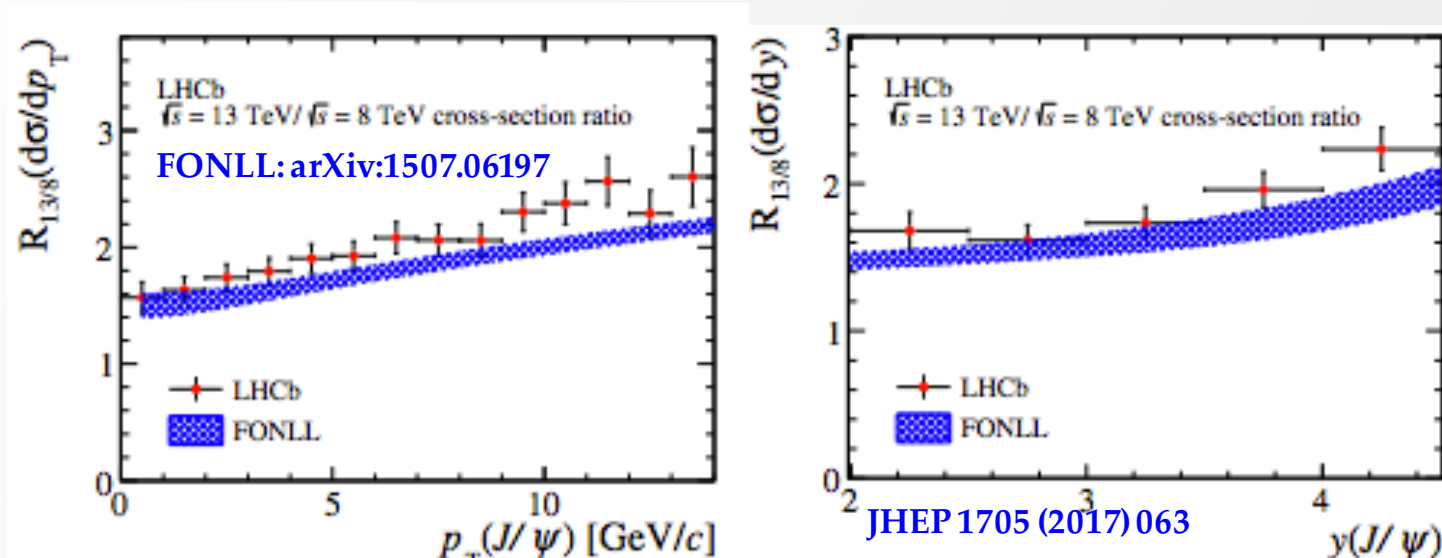 R13/8(dσ/dpT)
LHCb
√s = 13 TeV/ √s = 8 TeV cross-section ratio
FONLL: arXiv:1507.06197
3
2
1
0
LHCb
FONLL
0 5 10
pT(J/ψ) [GeV/c]
R13/8(dσ/dy)
3
LHCb
√s = 13 TeV/ √s = 8 TeV cross-section ratio
2
1
0
LHCb
FONLL
2 3 4
JHEP 1705 (2017) 063
y(J/ψ)